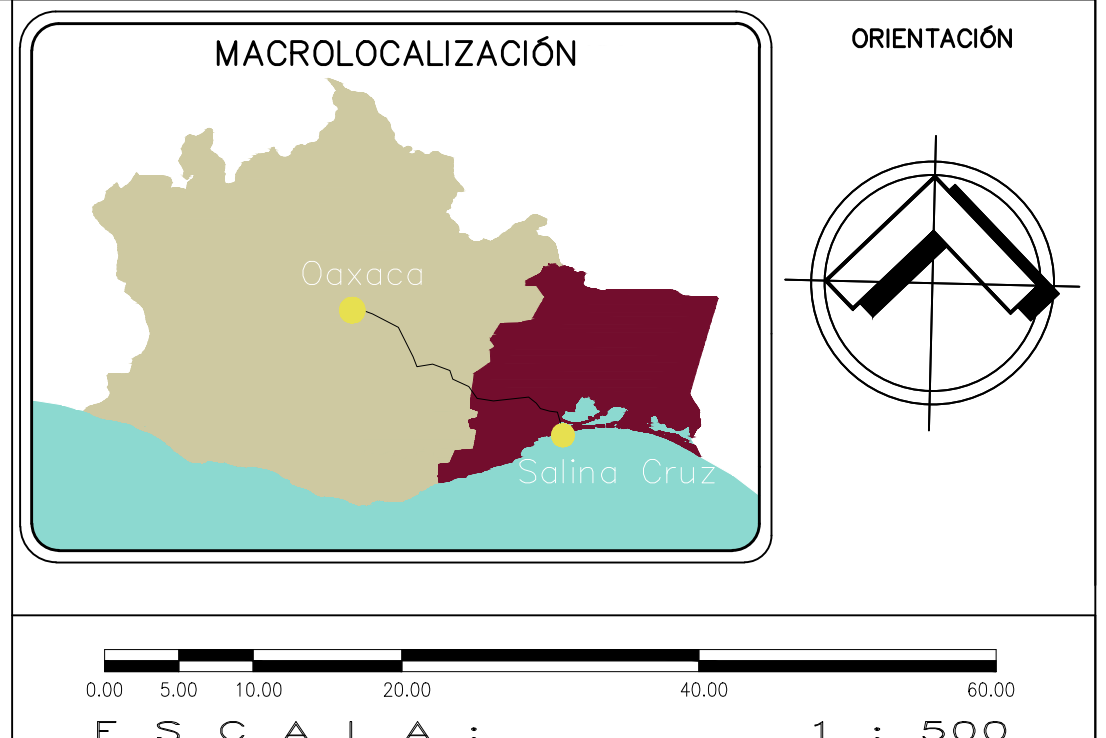 MACROLOCALIZACIÓN
ORIENTACIÓN
Oaxaca
Salina Cruz
0.00 5.00 10.00 20.00 40.00 60.00
ESCALA: 1 : 500